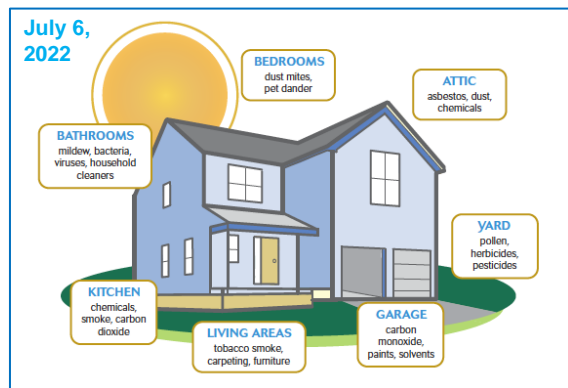 July 6,
2022
BEDROOMS
dust mites,
pet dander
ATTIC
asbestos, dust,
chemicals
BATHROOMS
mildew, bacteria,
viruses, household
cleaners
YARD
pollen,
herbicides,
pesticides
KITCHEN
chemicals,
smoke, carbon
dioxide
LIVING AREAS
tobacco smoke,
carpeting, furniture
GARAGE
carbon
monoxide,
paints, solvents